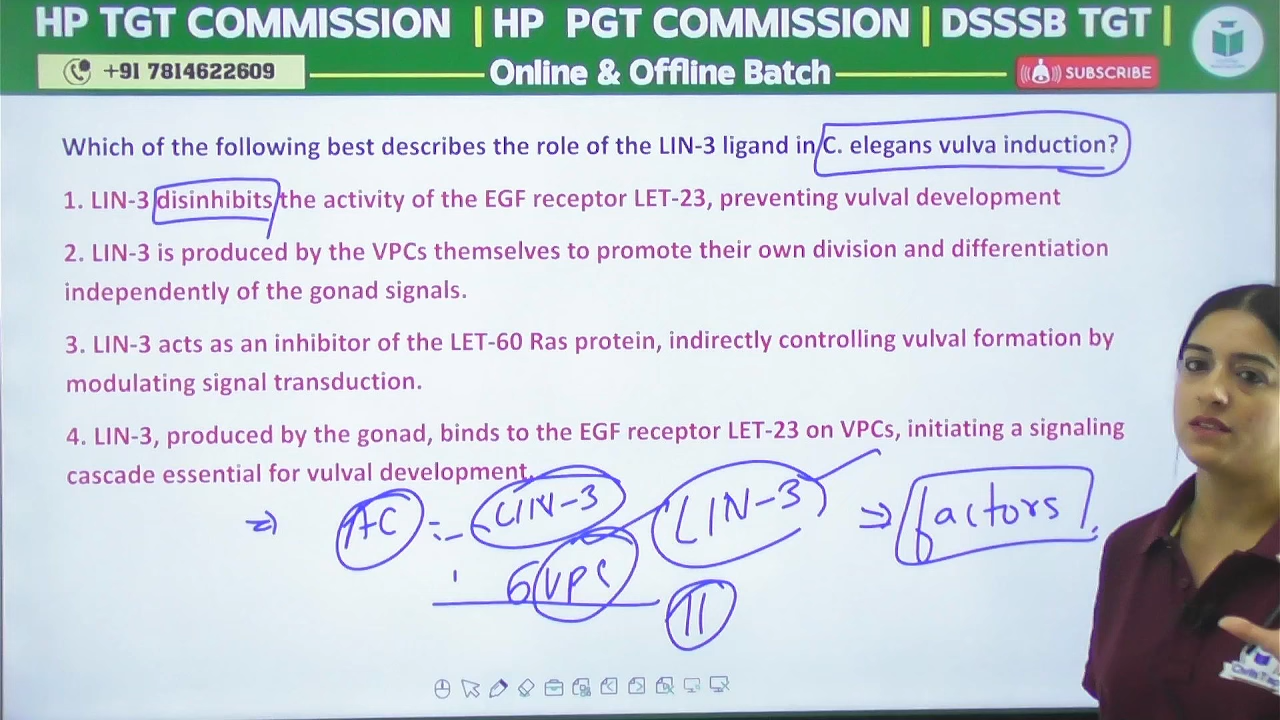 HP TGT COMMISSION | HP PGT COMMISSION | DSSSB TGT |
+91 7814622609 Online & Offline Batch SUBSCRIBE
Which of the following best describes the role of the LIN-3 ligand in C. elegans vulva induction?
1. LIN-3 disinhibits the activity of the EGF receptor LET-23, preventing vulval development
2. LIN-3 is produced by the VPCs themselves to promote their own division and differentiation
independently of the gonad signals.
3. LIN-3 acts as an inhibitor of the LET-60 Ras protein, indirectly controlling vulval formation by
modulating signal transduction.
4. LIN-3, produced by the gonad, binds to the EGF receptor LET-23 on VPCs, initiating a signaling
cascade essential for vulval development.
⇒ AC :- LIN-3 LIN-3 ⇒ factors
6 VPC 11